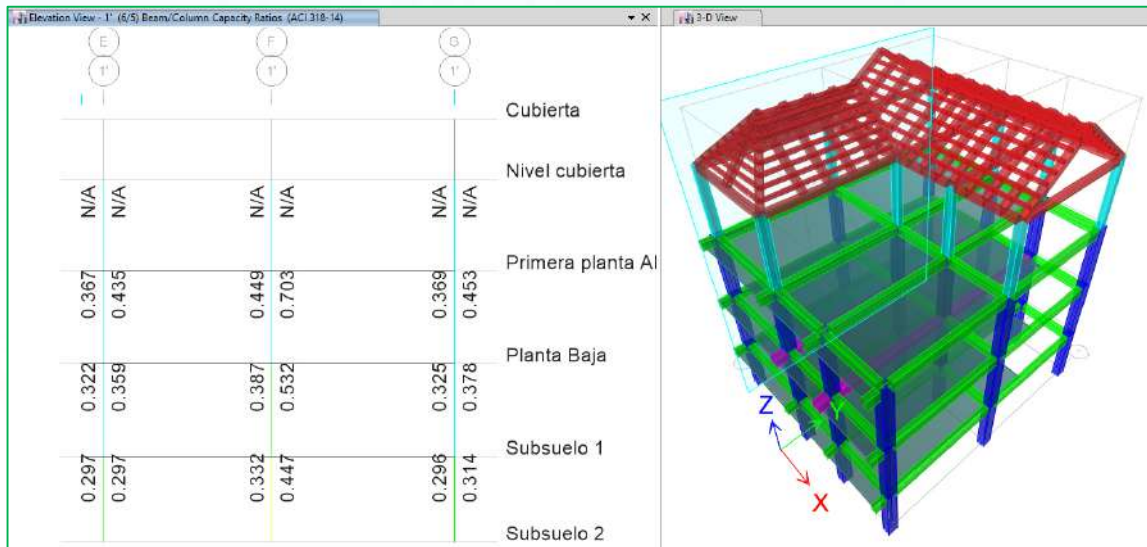 Elevation View - 1' (6/5) Beam/Column Capacity Ratios (ACI 318-14)
E F G
1' 1' 1'
Cubierta
Nivel cubierta
N/A N/A N/A N/A N/A N/A
Primera planta Al
0.367 0.435 0.449 0.703 0.369 0.453
Planta Baja
0.322 0.359 0.387 0.532 0.325 0.378
Subsuelo 1
0.297 0.297 0.332 0.447 0.296 0.314
Subsuelo 2
3-D View
Z
Y
X